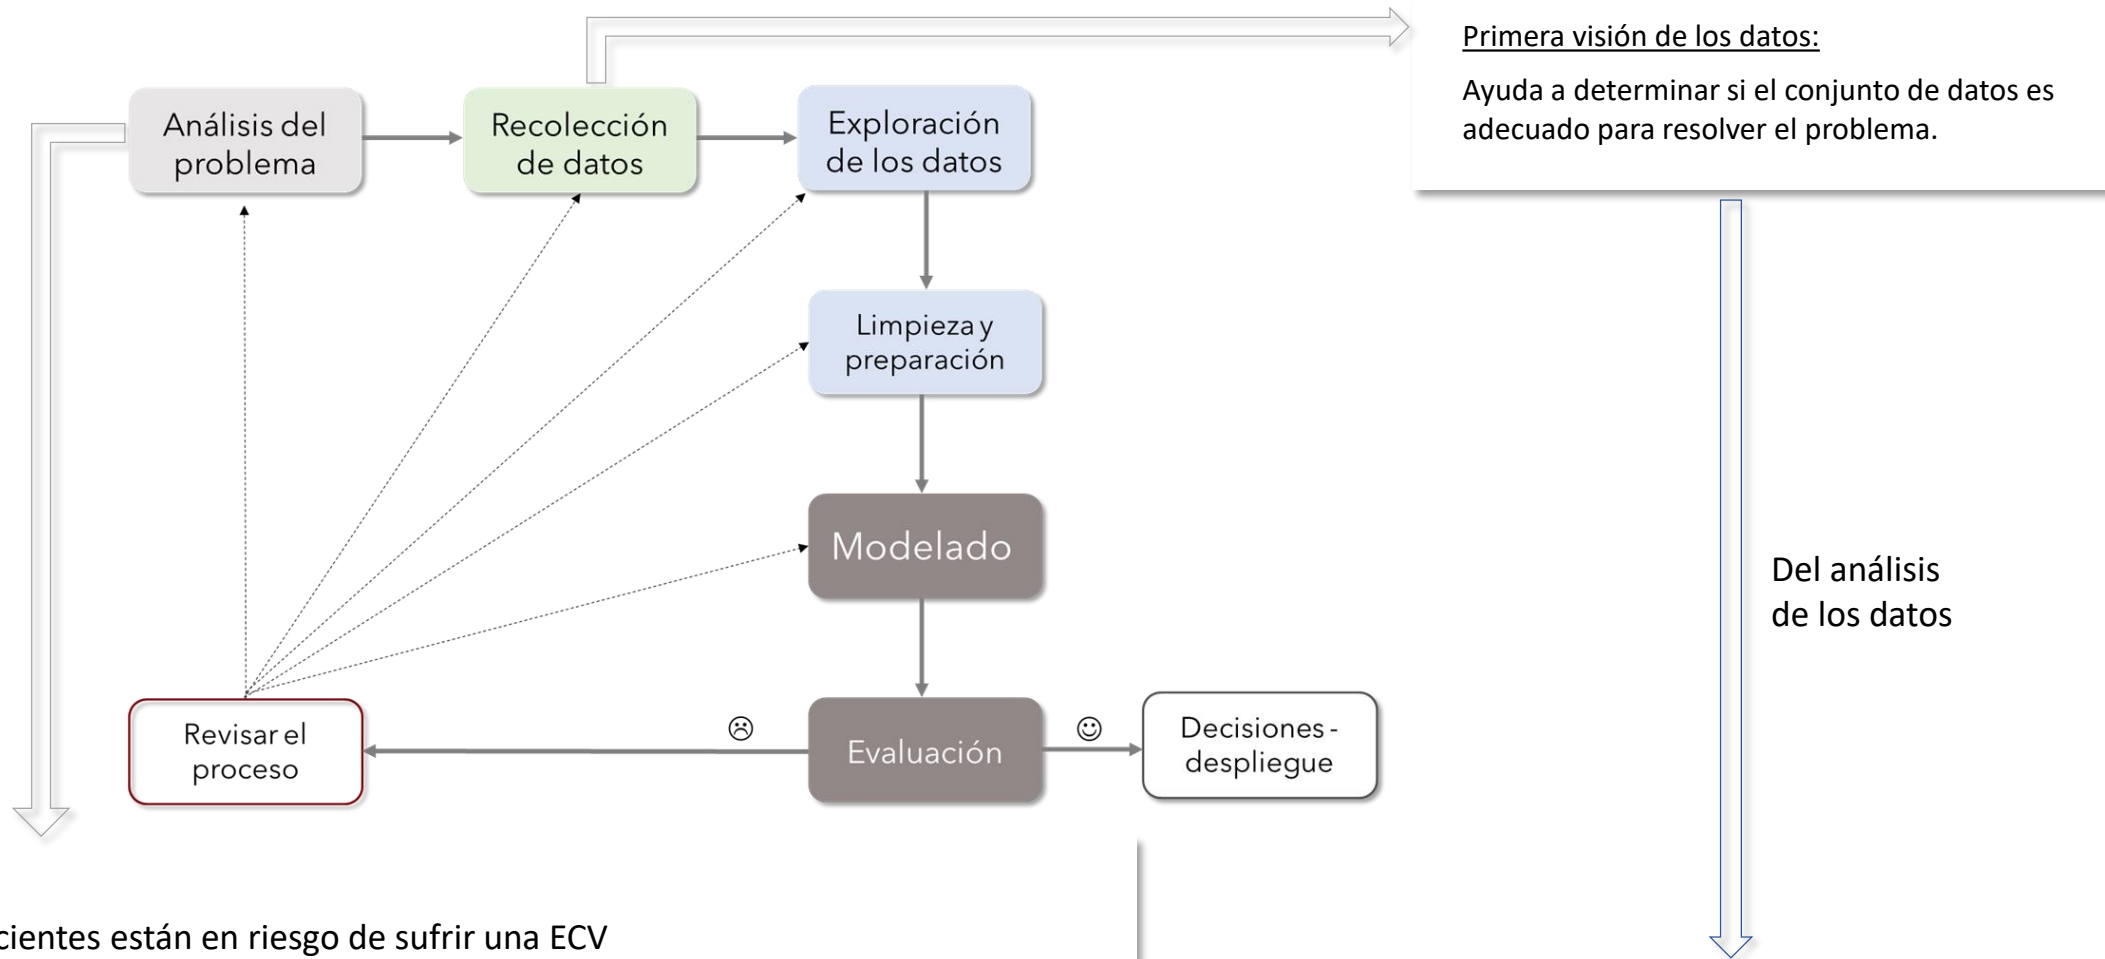 Primera visión de los datos:
Ayuda a determinar si el conjunto de datos es
adecuado para resolver el problema.
Análisis del
problema
Recolección
de datos
Exploración
de los datos
Limpieza y
preparación
Modelado
Del análisis
de los datos
Revisar el
proceso
Evaluación
Decisiones -
despliegue
están en riesgo de sufrir una ECV